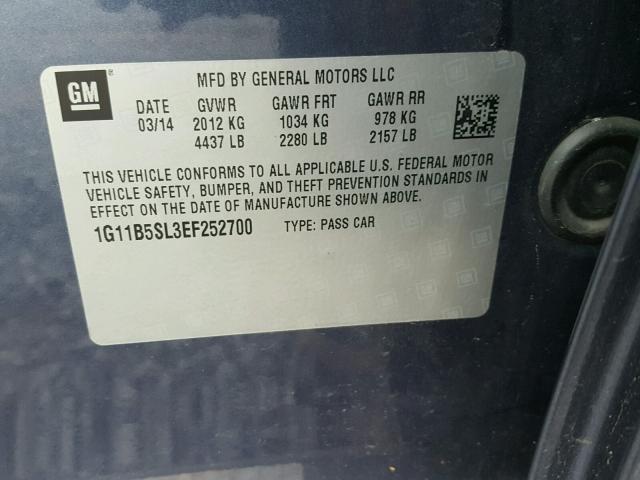 GM ®
MFD BY GENERAL MOTORS LLC
DATE GVWR GAWR FRT GAWR RR
03/14 2012 KG 1034 KG 978 KG
4437 LB 2280 LB 2157 LB
THIS VEHICLE CONFORMS TO ALL APPLICABLE U.S. FEDERAL MOTOR
VEHICLE SAFETY, BUMPER, AND THEFT PREVENTION STANDARDS IN
EFFECT ON THE DATE OF MANUFACTURE SHOWN ABOVE.
1G11B5SL3EF252700 TYPE: PASS CAR